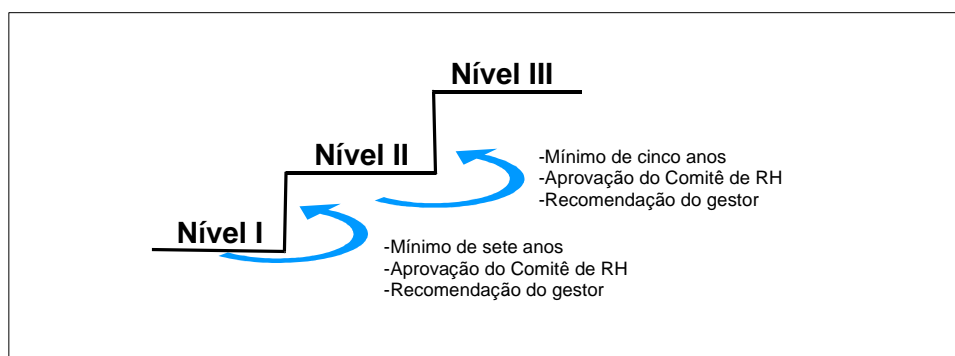 Nível III
Nível II
-Mínimo de cinco anos
-Aprovação do Comitê de RH
-Recomendação do gestor
Nível I
-Mínimo de sete anos
-Aprovação do Comitê de RH
-Recomendação do gestor